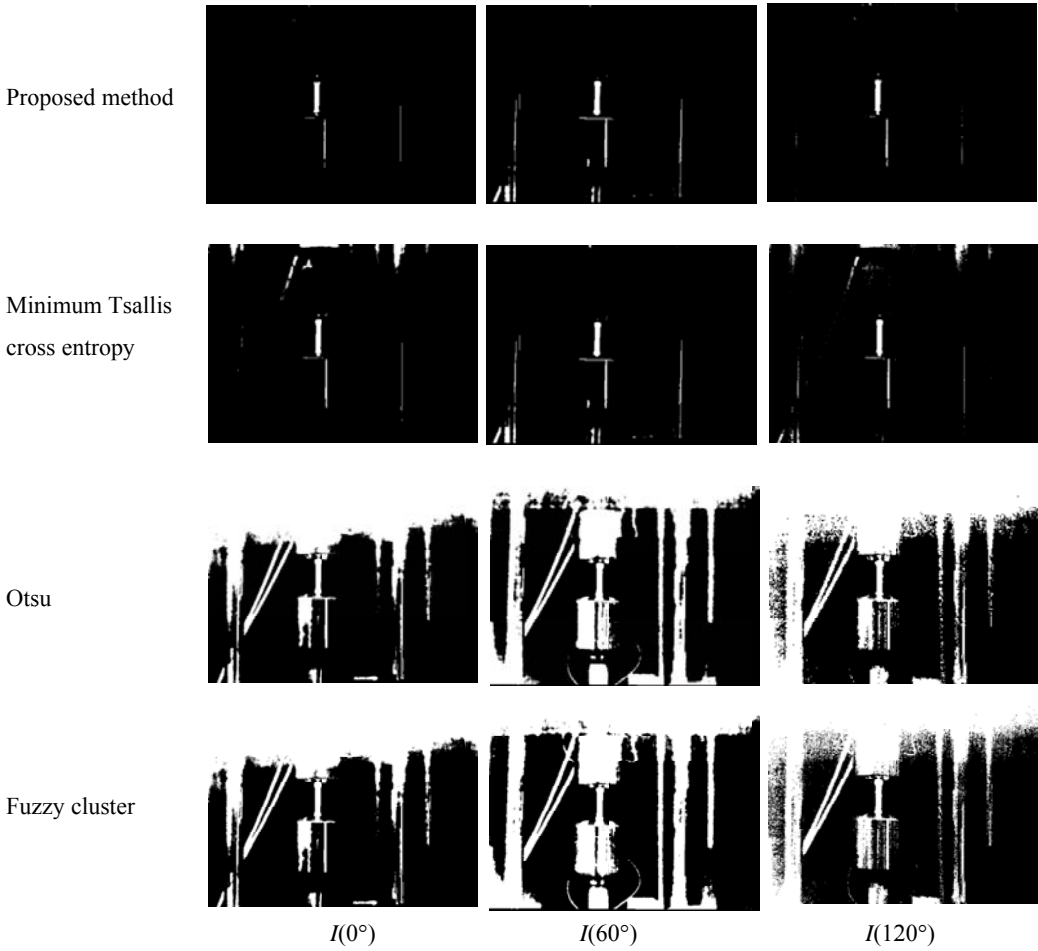 Proposed method
Minimum Tsallis
cross entropy
Otsu
Fuzzy cluster
I(0°) I(60°) I(120°)